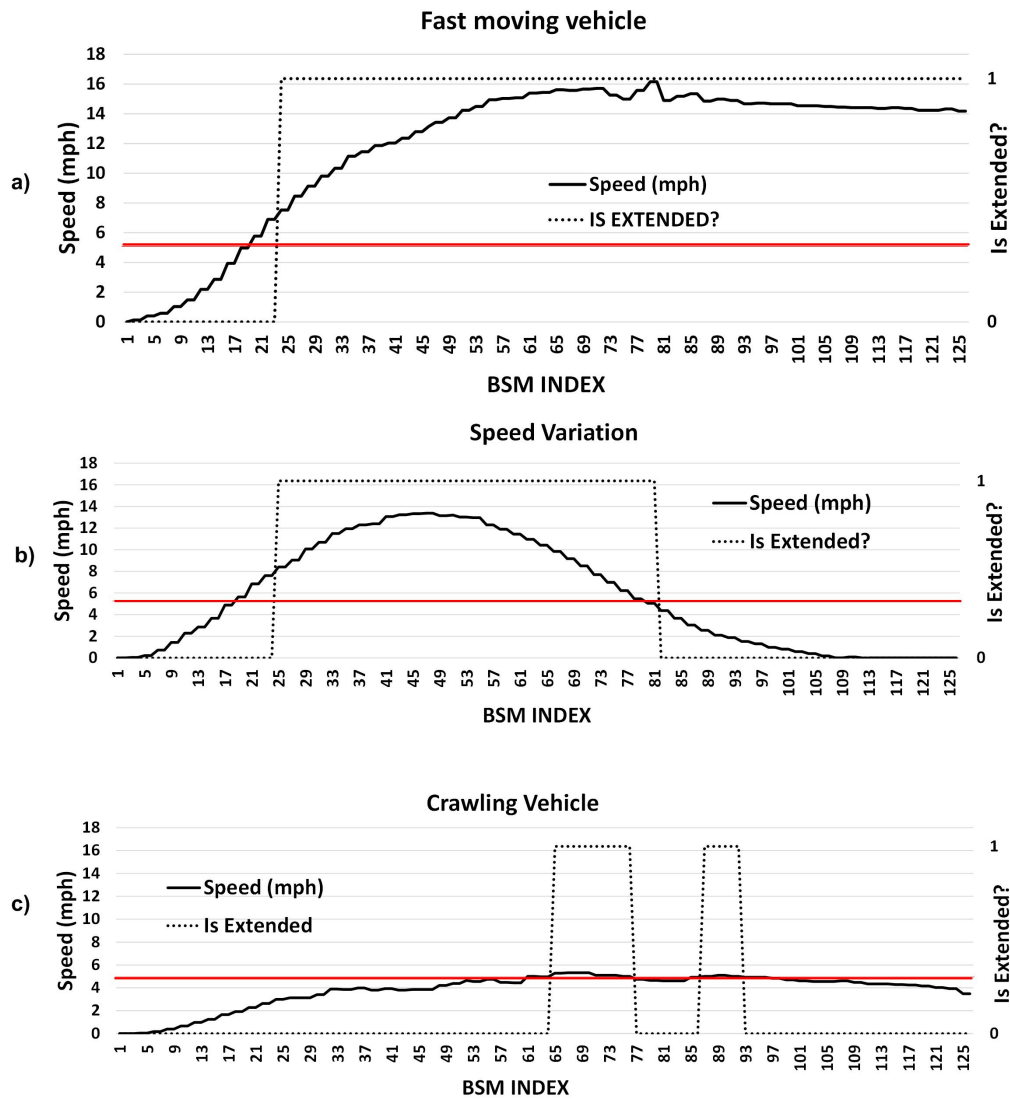 Fast moving vehicle
a)
Speed (mph)
18
16
14
12
10
8
6
4
2
0
Speed (mph)
IS EXTENDED?
1
0
Is Extended?
1 5 9 13 17 21 25 29 33 37 41 45 49 53 57 61 65 69 73 77 81 85 89 93 97 101 105 109 113 117 121 125
BSM INDEX
Speed Variation
b)
Speed (mph)
18
16
14
12
10
8
6
4
2
0
Speed (mph)
Is Extended?
1
0
Is Extended?
1 5 9 13 17 21 25 29 33 37 41 45 49 53 57 61 65 69 73 77 81 85 89 93 97 101 105 109 113 117 121 125
BSM INDEX
Crawling Vehicle
c)
Speed (mph)
18
16
14
12
10
8
6
4
2
0
Speed (mph)
Is Extended
1
0
Is Extended?
1 5 9 13 17 21 25 29 33 37 41 45 49 53 57 61 65 69 73 77 81 85 89 93 97 101 105 109 113 117 121 125
BSM INDEX